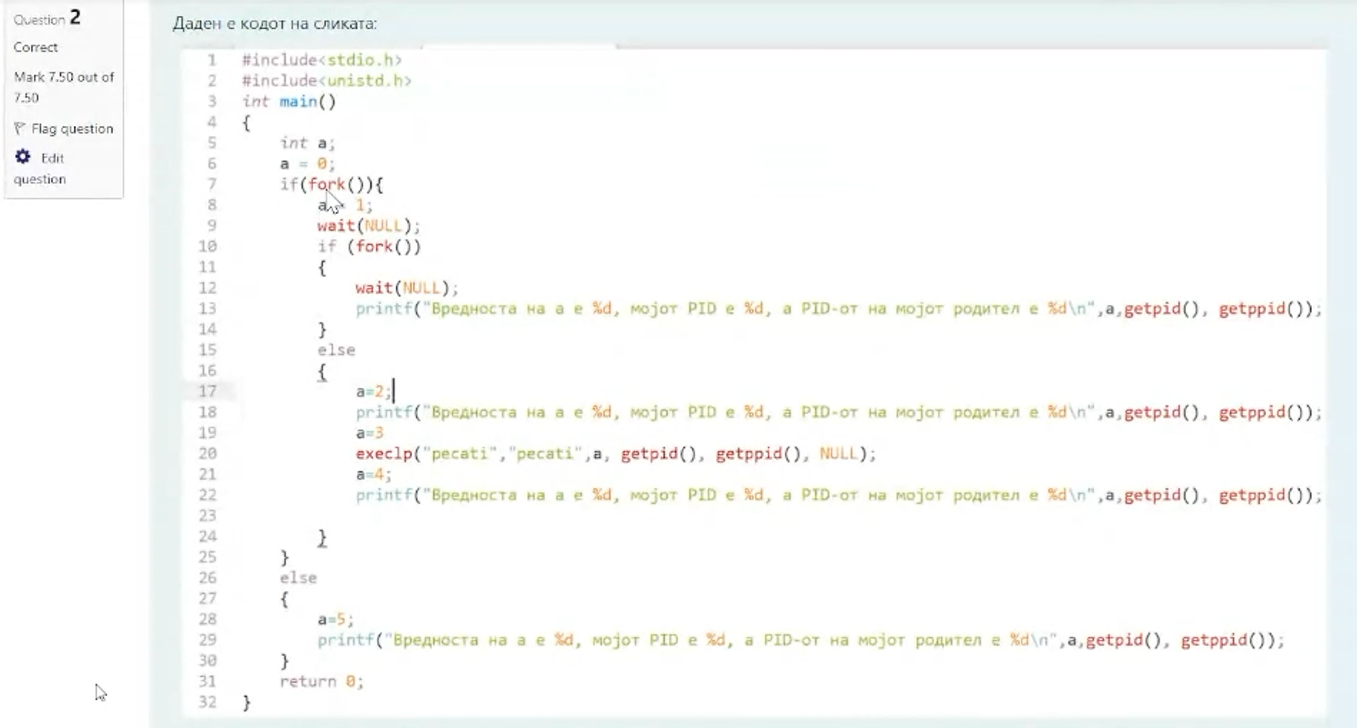 Question 2
Correct
Mark 7.50 out of
7.50
Flag question
Edit
question
Даден е кодот на сликата:
1 #include<stdio.h>
2 #include<unistd.h>
3 int main()
4 {
5 int a;
6 a = 0;
7 if(fork()){
8 a 1;
9 wait(NULL);
10 if (fork())
11 {
12 wait(NULL);
13 printf("Вредноста на а е %d, мојот PID е %d, а PID-от на мојот родител е %d\n",a,getpid(), getppid());
14 }
15 else
16 {
17 a=2;
18 printf("Вредноста на а е %d, мојот PID е %d, а PID-от на мојот родител е %d\n",a,getpid(), getppid());
19 a=3
20 execlp("pecati","pecati",a, getpid(), getppid(), NULL);
21 a=4;
22 printf("Вредноста на а е %d, мојот PID е %d, а PID-от на мојот родител е %d\n",a,getpid(), getppid());
23
24 }
25 }
26 else
27 {
28 a=5;
29 printf("Вредноста на а е %d, мојот PID е %d, а PID-от на мојот родител е %d\n",a,getpid(), getppid());
30 }
31 return 0;
32 }